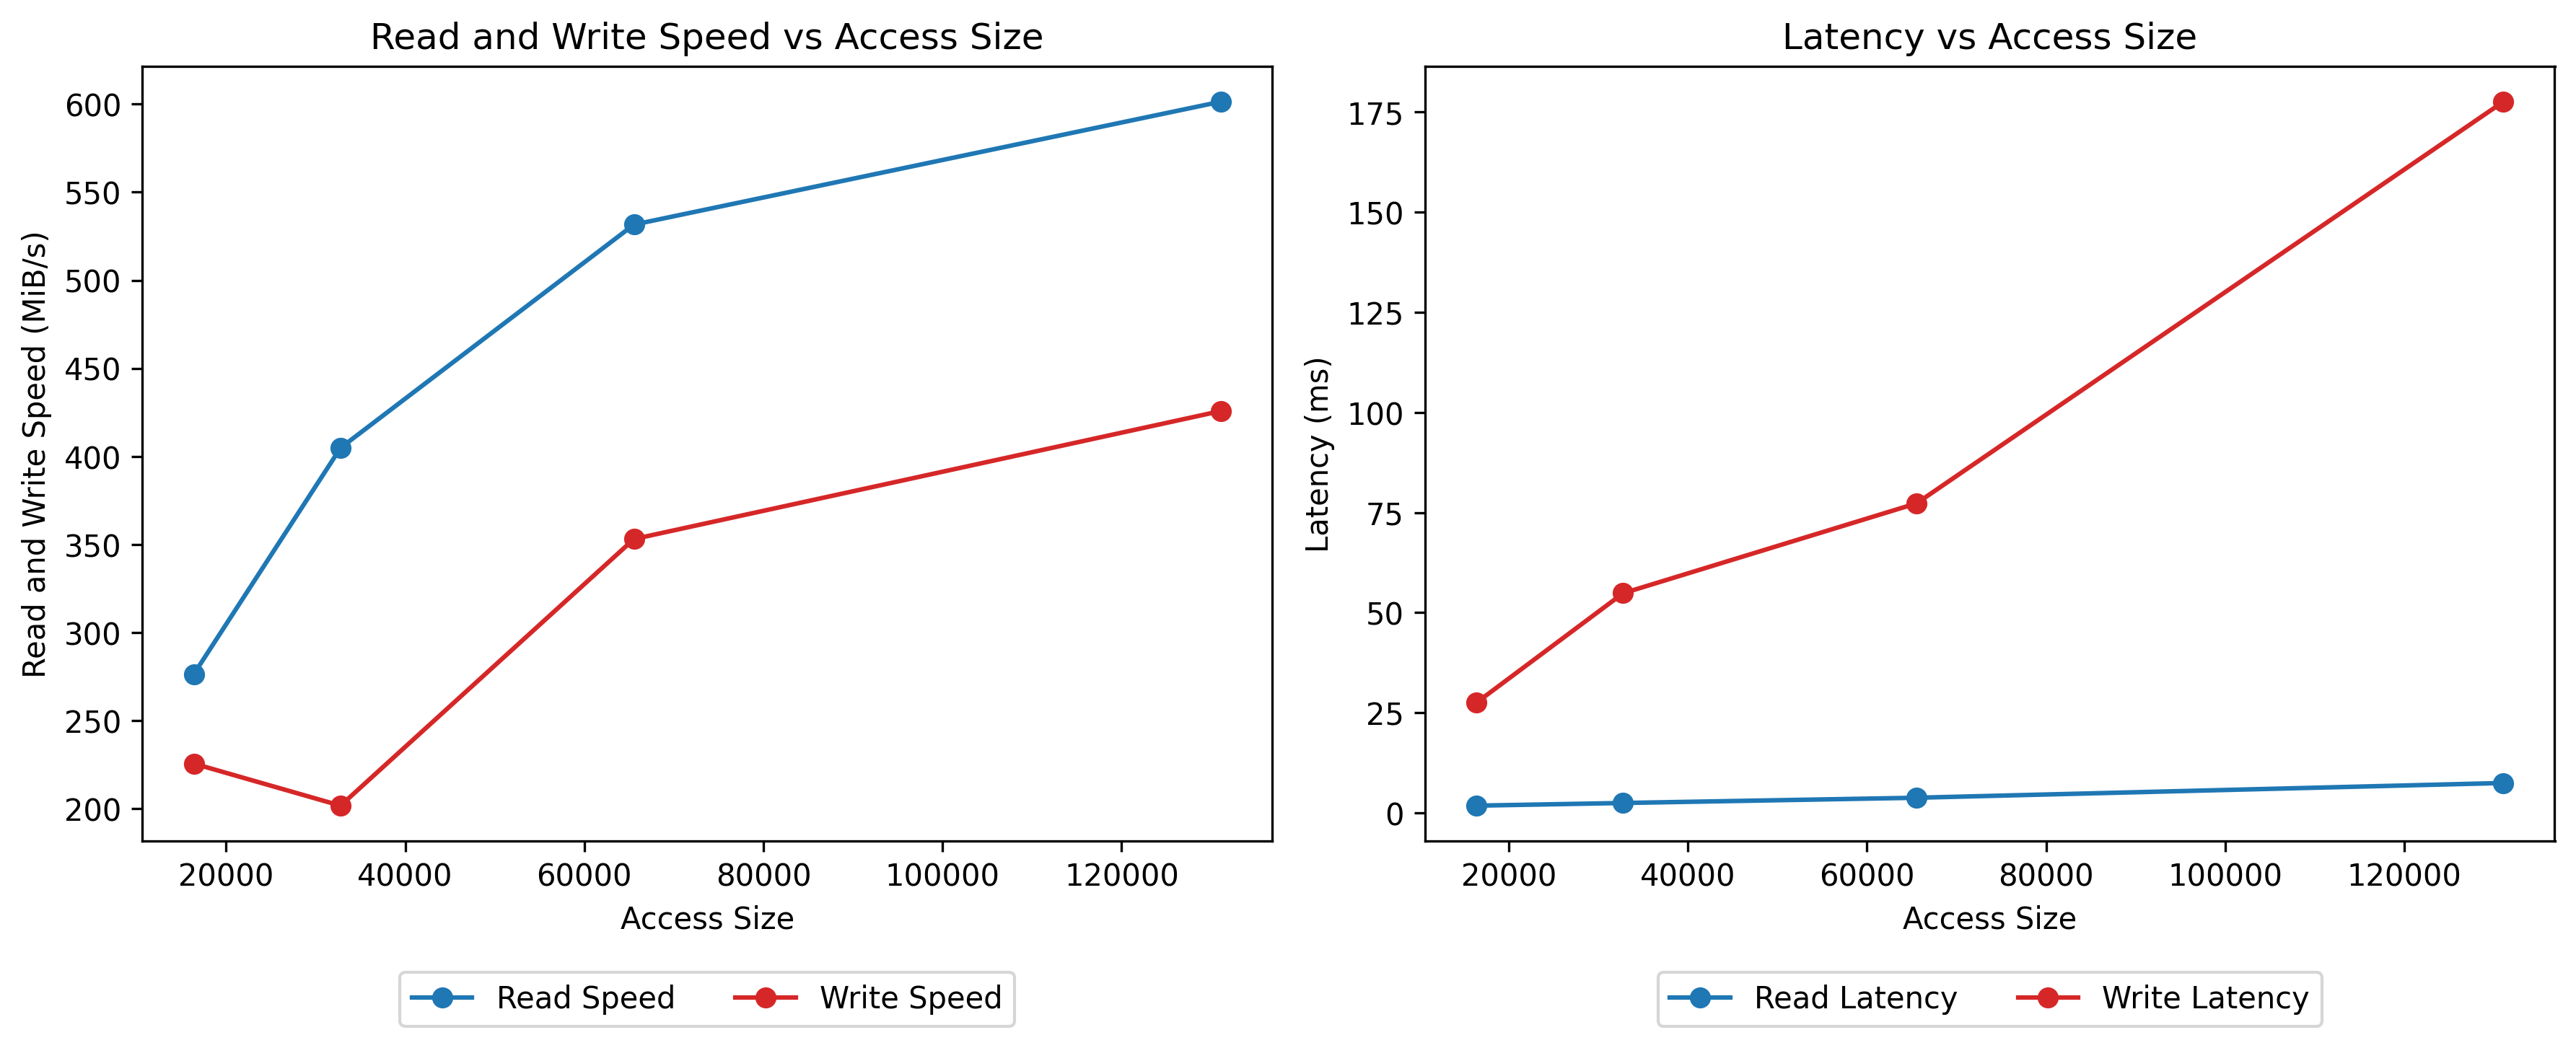 Read and Write Speed vs Access Size
Read and Write Speed (MiB/s)
600
550
500
450
400
350
300
250
200
20000 40000 60000 80000 100000 120000
Access Size
Read Speed Write Speed
Latency vs Access Size
Latency (ms)
175
150
125
100
75
50
25
0
20000 40000 60000 80000 100000 120000
Access Size
Read Latency Write Latency